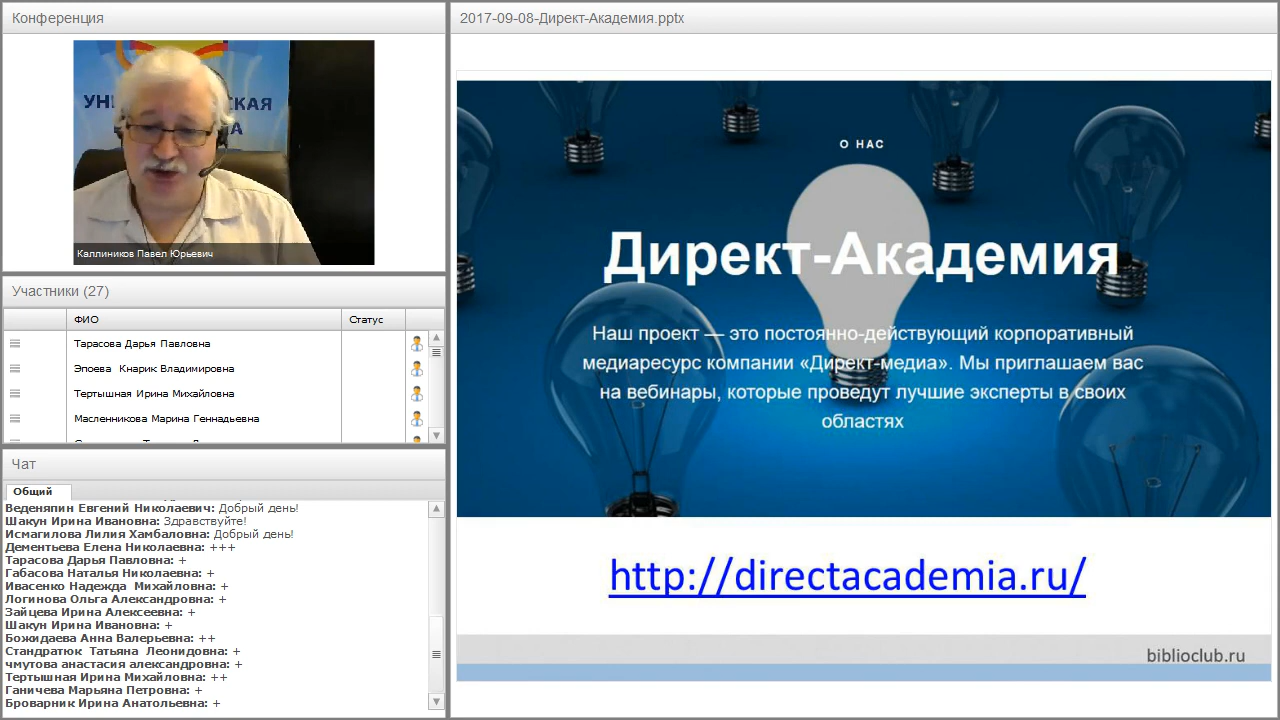 Конференция
УНИ
СКАЯ
Каллиников Павел Юрьевич
Участники (27)
ФИО
Статус
Тарасова Дарья Павловна
Эпоева Кнарик Владимировна
Тертышная Ирина Михайловна
Масленникова Марина Геннадьевна
Чат
Общий
Веденяпин Евгений Николаевич: Добрый день!
Шакун Ирина Ивановна: Здравствуйте!
Исмагилова Лилия Хамбаловна: Добрый день!
Дементьева Елена Николаевна: +++
Тарасова Дарья Павловна: +
Габасова Наталья Николаевна: +
Ивасенко Надежда Михайловна: +
Логинова Ольга Александровна: +
Зайцева Ирина Алексеевна: +
Шакун Ирина Ивановна: +
Божидаева Анна Валерьевна: ++
Стандратюк Татьяна Леонидовна: +
чмутова анастасия александровна: +
Тертышная Ирина Михайловна: ++
Ганичева Марьяна Петровна: +
Броварник Ирина Анатольевна: +
2017-09-08-Директ-Академия.pptx
О НАС
Директ-Академия
Наш проект — это постоянно-действующий корпоративный
медиаресурс компании «Директ-медиа». Мы приглашаем вас
на вебинары, которые проведут лучшие эксперты в своих
областях
http://directacademia.ru/
biblioclub.ru